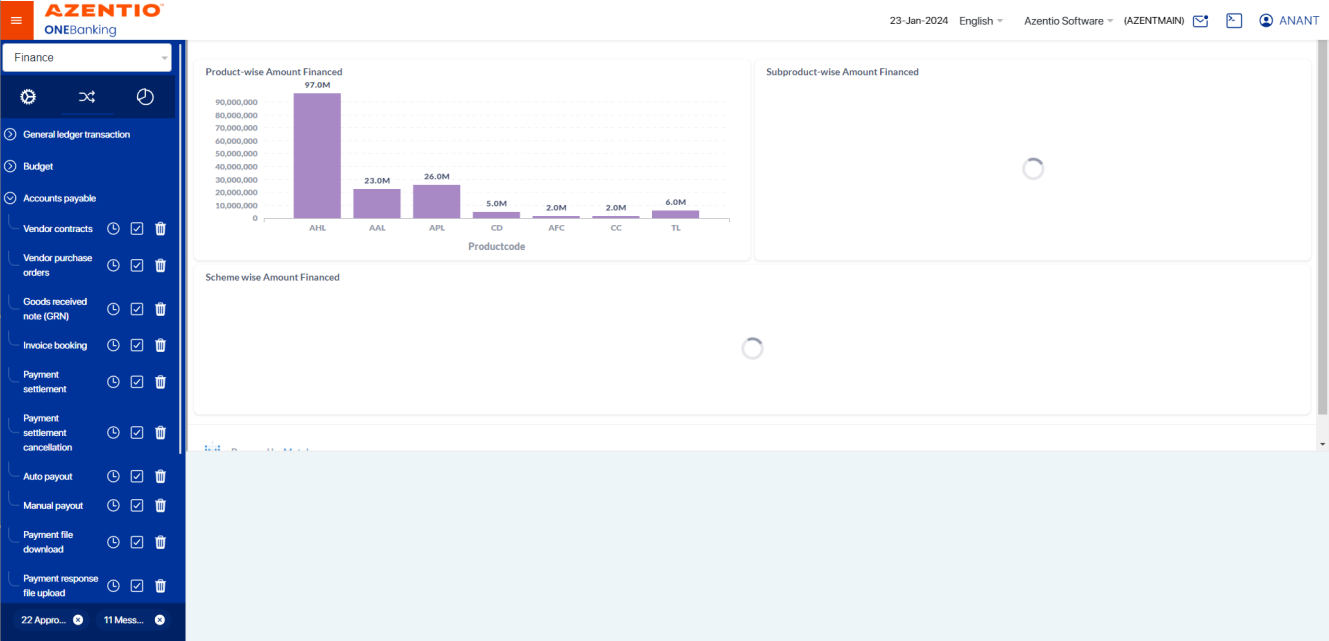 AZENTIO
ONEBanking
23-Jan-2024 English Azentio Software (AZENTMAIN) ANANT
Finance
General ledger transaction
Budget
Accounts payable
Vendor contracts
Vendor purchase
orders
Goods received
note (GRN)
Invoice booking
Payment
settlement
Payment
settlement
cancellation
Auto payout
Manual payout
Payment file
download
Payment response
file upload
22 Appro...
11 Mess...
Product-wise Amount Financed
97.0M
90,000,000
80,000,000
70,000,000
60,000,000
50,000,000
40,000,000
30,000,000
20,000,000
10,000,000
0
23.0M
26.0M
5.0M
2.0M
2.0M
6.0M
AHL AAL APL CD AFC CC TL
Productcode
Subproduct-wise Amount Financed
Scheme wise Amount Financed